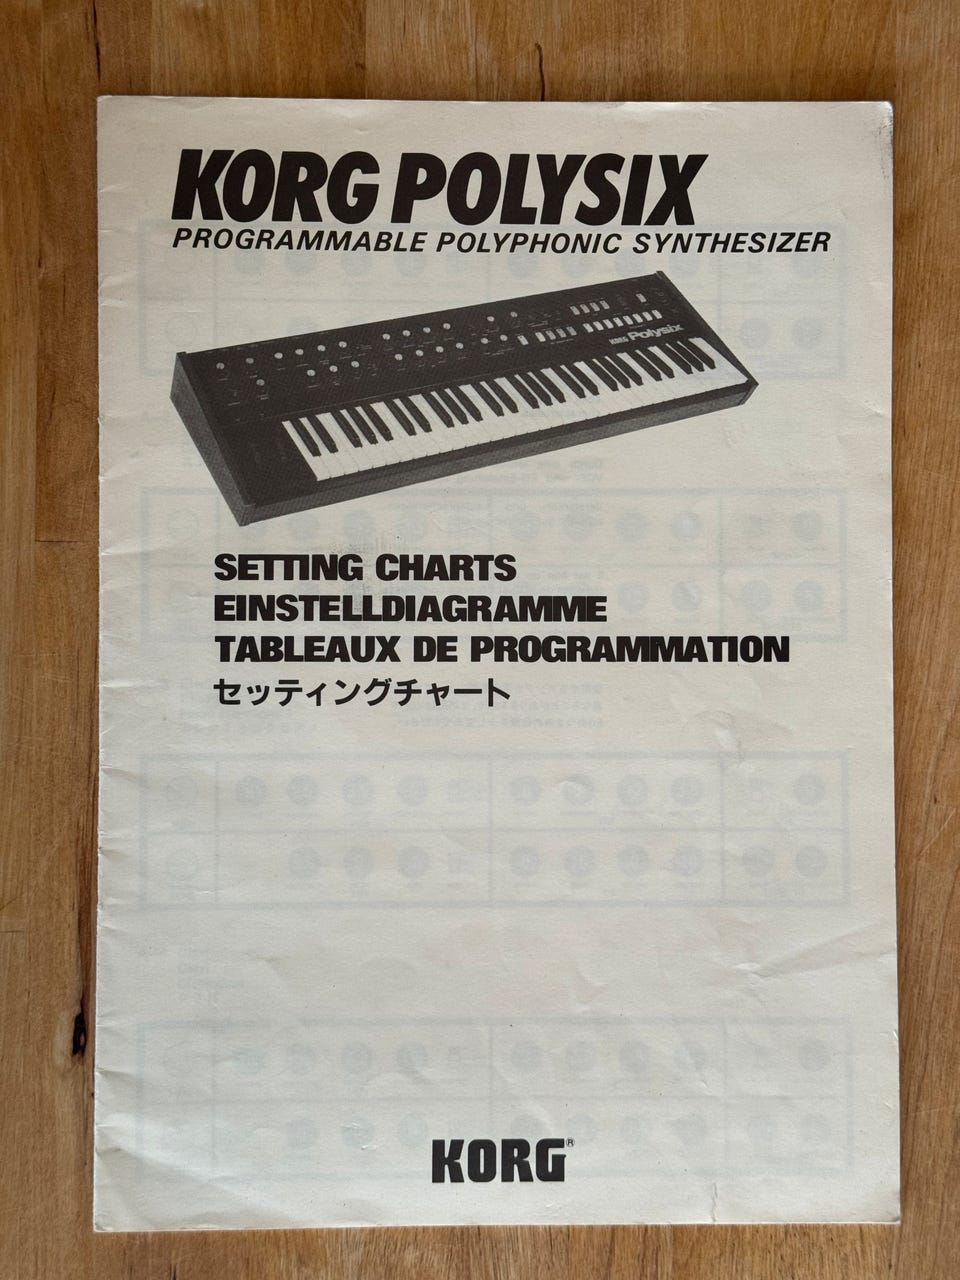 KORG POLYSIX
PROGRAMMABLE POLYPHONIC SYNTHESIZER
KORG Polysix
SETTING CHARTS
EINSTELLDIAGRAMME
TABLEAUX DE PROGRAMMATION
セッティングチャート
KORG®